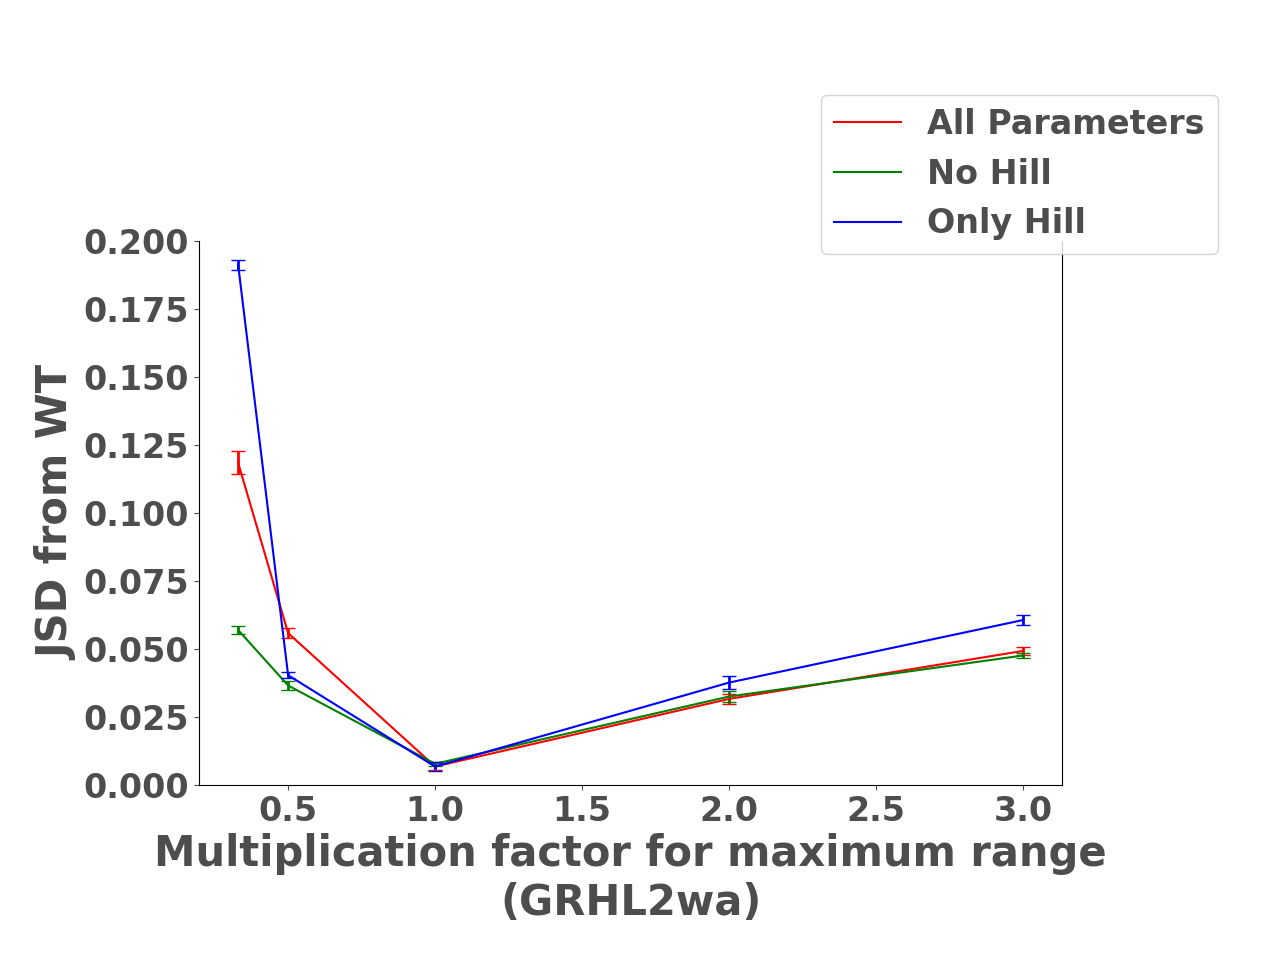 All Parameters
No Hill
Only Hill
0.200
0.175
0.150
0.125
0.100
0.075
0.050
0.025
0.000
JSD from WT
0.5 1.0 1.5 2.0 2.5 3.0
Multiplication factor for maximum range
(GRHL2wa)